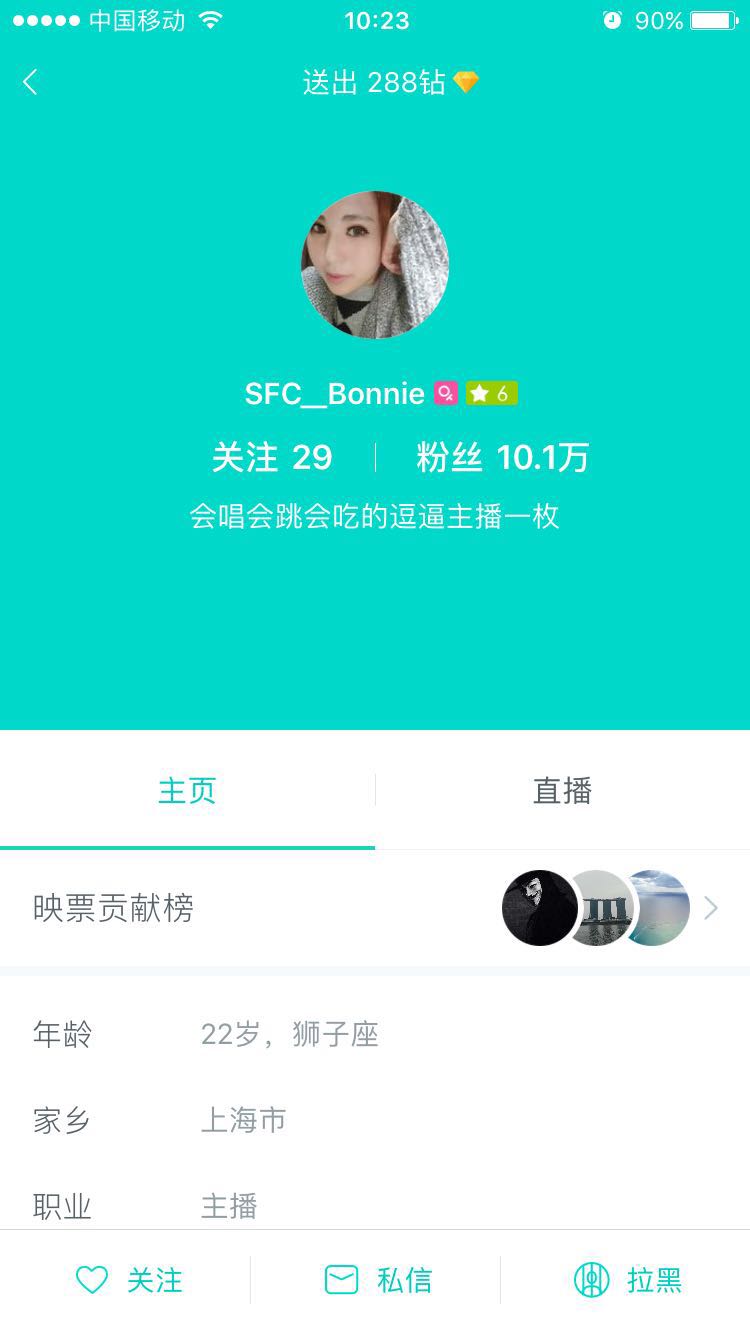 中国移动 10:23 90%
送出 288钻
SFC__Bonnie 6
关注 29 粉丝 10.1万
会唱会跳会吃的逗逼主播一枚
主页 直播
映票贡献榜
年龄 22岁，狮子座
家乡 上海市
职业 主播
关注 私信 拉黑